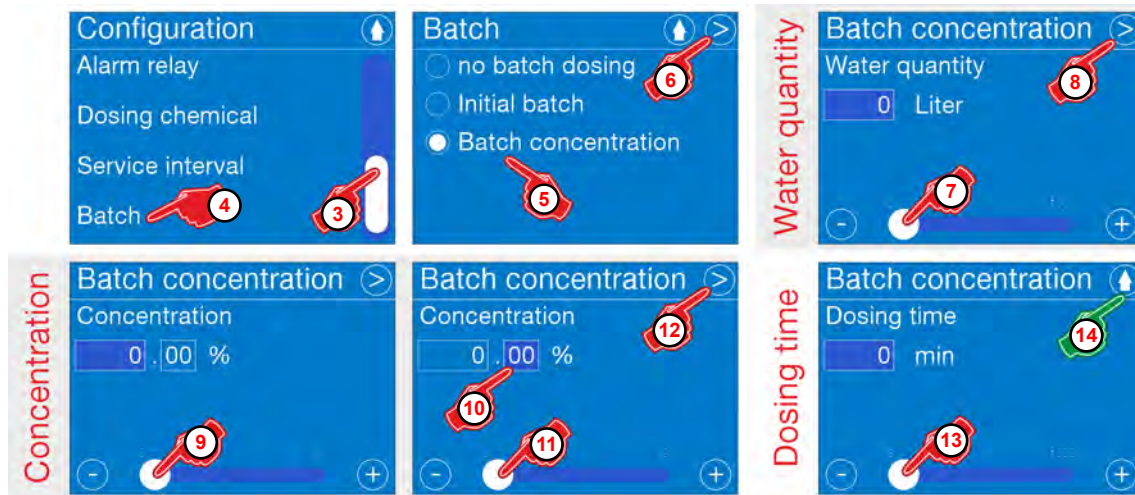 Configuration
Alarm relay
Dosing chemical
Service interval
Batch
4
3
Batch
>
no batch dosing
6
Initial batch
Batch concentration
5
Water quantity
Batch concentration >
Water quantity
8
0 Liter
7
- +
Concentration
Batch concentration >
Concentration
0 . 00 %
9
- +
Batch concentration >
Concentration
12
0 . 00 %
10
11
- +
Dosing time
Batch concentration
Dosing time
14
0 min
13
- +